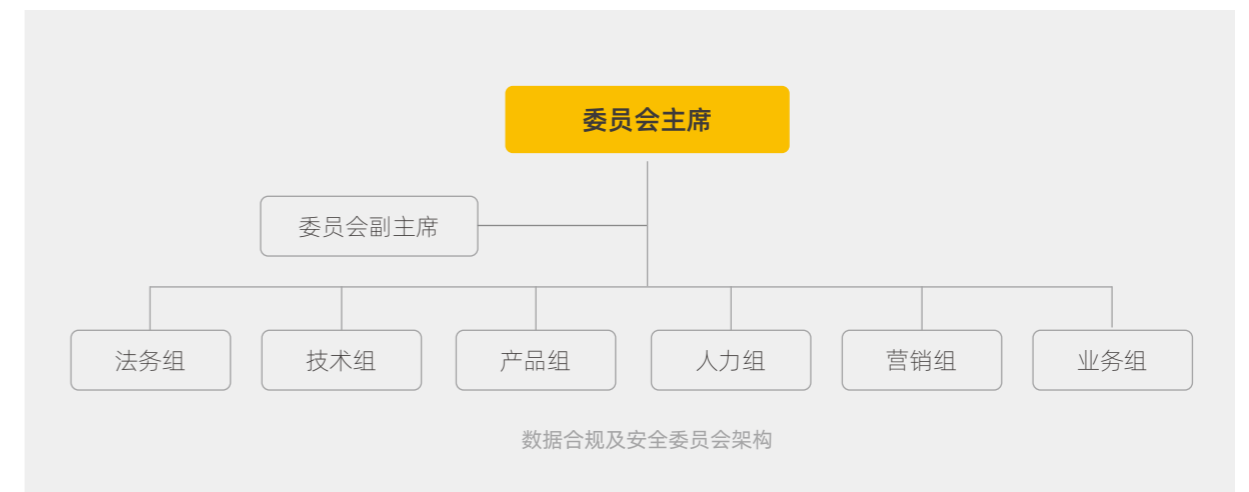 委员会主席
委员会副主席
法务组
技术组
产品组
人力组
营销组
业务组
数据合规及安全委员会架构